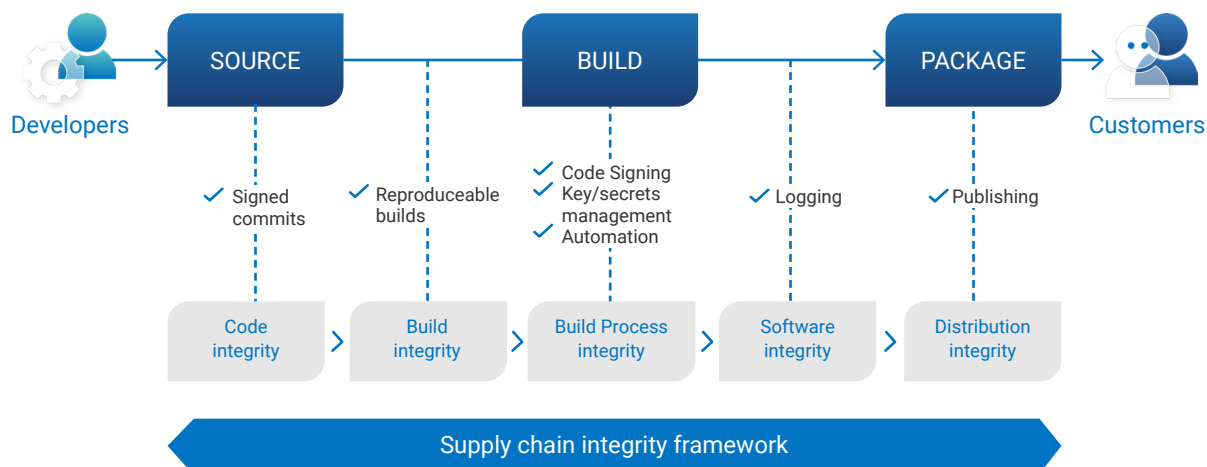 SOURCE
BUILD
PACKAGE
Developers
Customers
Signed
commits
Reproduceable
builds
Code Signing
Key/secrets
management
Automation
Logging
Publishing
Code
integrity
Build
integrity
Build Process
integrity
Software
integrity
Distribution
integrity
Supply chain integrity framework